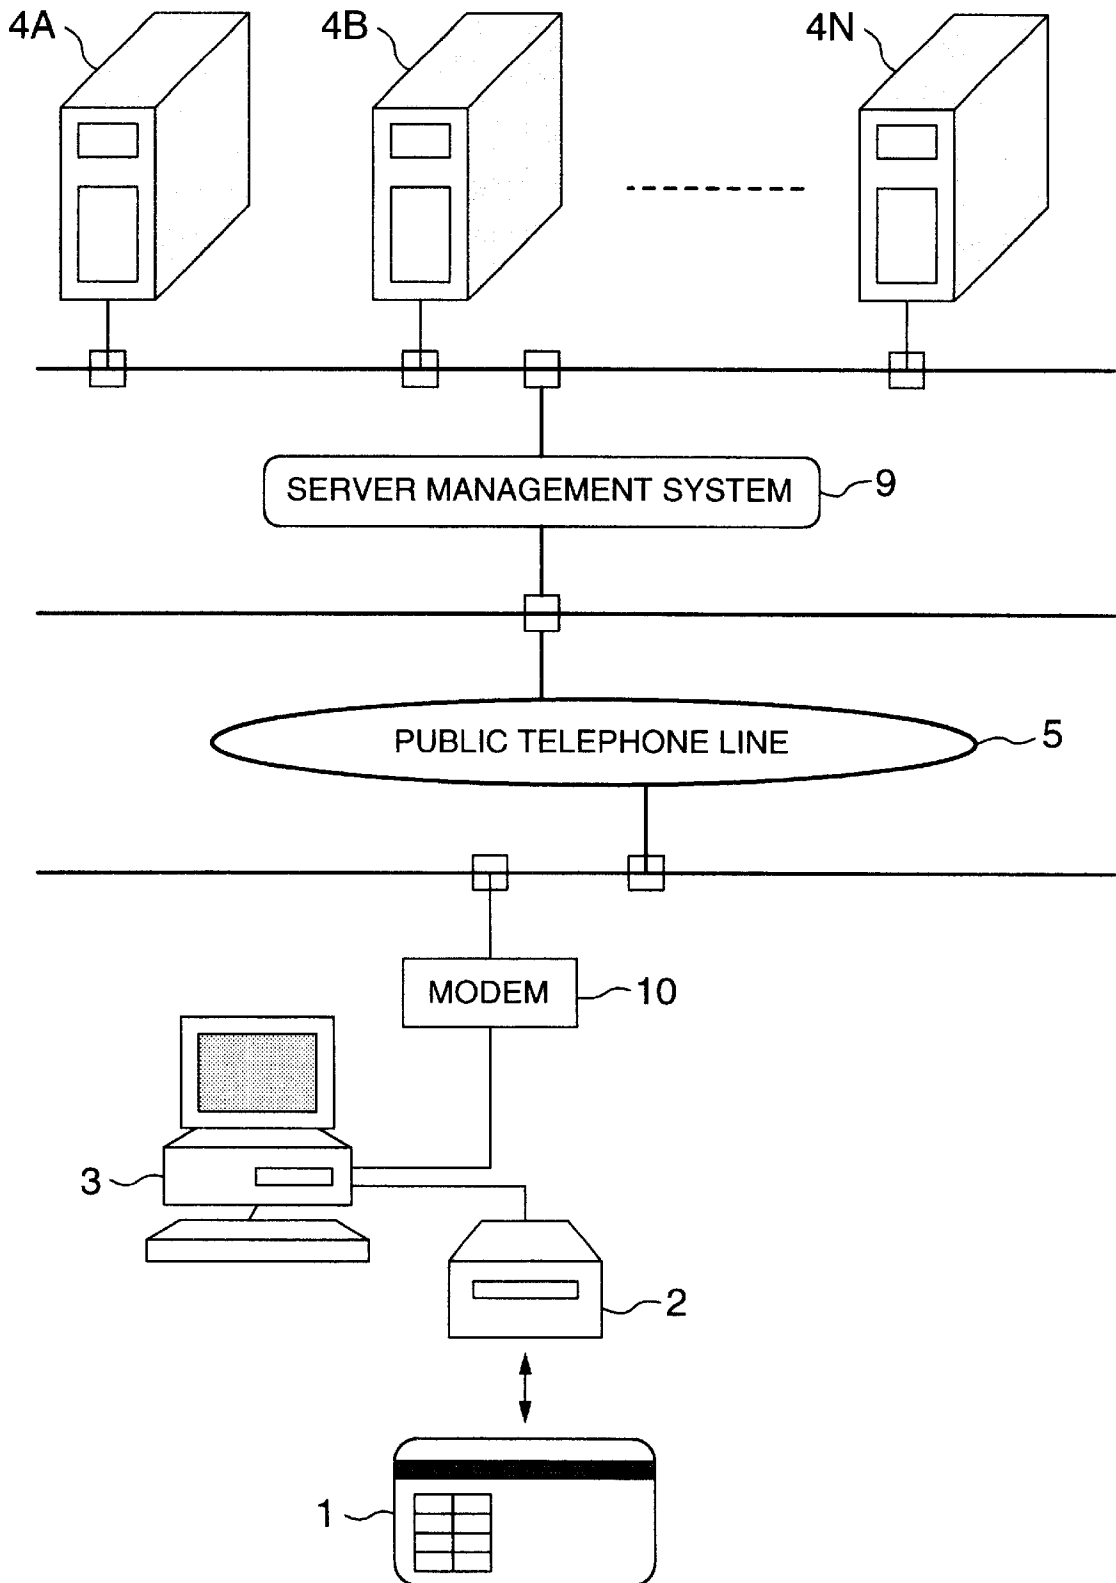 4A
4B
4N
SERVER MANAGEMENT SYSTEM
9
PUBLIC TELEPHONE LINE
5
MODEM
10
3
2
1